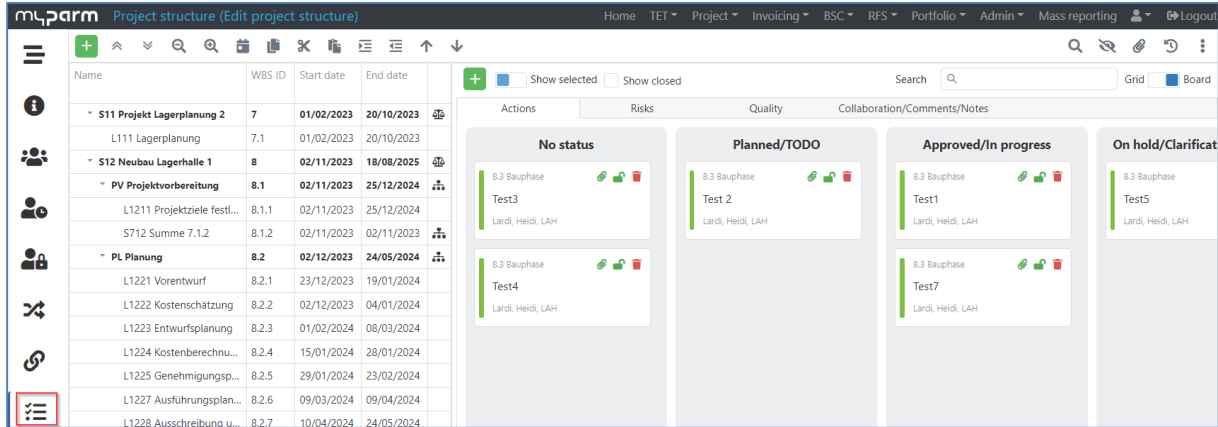 myparm Project structure (Edit project structure) Home TET Project Invoicing BSC RFS Portfolio Admin Mass reporting Logout
Name WBS ID Start date End date
S11 Projekt Lagerplanung 2 7 01/02/2023 20/10/2023
L111 Lagerplanung 7.1 01/02/2023 20/10/2023
S12 Neubau Lagerhalle 1 8 02/11/2023 18/08/2025
PV Projektvorbereitung 8.1 02/11/2023 25/12/2024
L1211 Projektziele festl... 8.1.1 02/11/2023 25/12/2024
S712 Summe 7.1.2 8.1.2 02/11/2023 02/11/2023
PL Planung 8.2 02/12/2023 24/05/2024
L1221 Vorentwurf 8.2.1 23/12/2023 19/01/2024
L1222 Kostenschätzung 8.2.2 02/12/2023 04/01/2024
L1223 Entwurfsplanung 8.2.3 01/02/2024 08/03/2024
L1224 Kostenberechnu... 8.2.4 15/01/2024 28/01/2024
L1225 Genehmigungsp... 8.2.5 29/01/2024 23/02/2024
L1227 Ausführungsplan... 8.2.6 09/03/2024 09/04/2024
L1228 Ausschreibung u... 8.2.7 10/04/2024 24/05/2024
Show selected Show closed Search Grid Board
Actions Risks Quality Collaboration/Comments/Notes
No status
8.3 Bauphase
Test3
Lardi, Heidi, LAH
8.3 Bauphase
Test4
Lardi, Heidi, LAH
Planned/TODO
8.3 Bauphase
Test 2
Lardi, Heidi, LAH
Approved/In progress
8.3 Bauphase
Test1
Lardi, Heidi, LAH
8.3 Bauphase
Test7
Lardi, Heidi, LAH
On hold/Clarificat
8.3 Bauphase
Test5
Lardi, Heidi, LAH